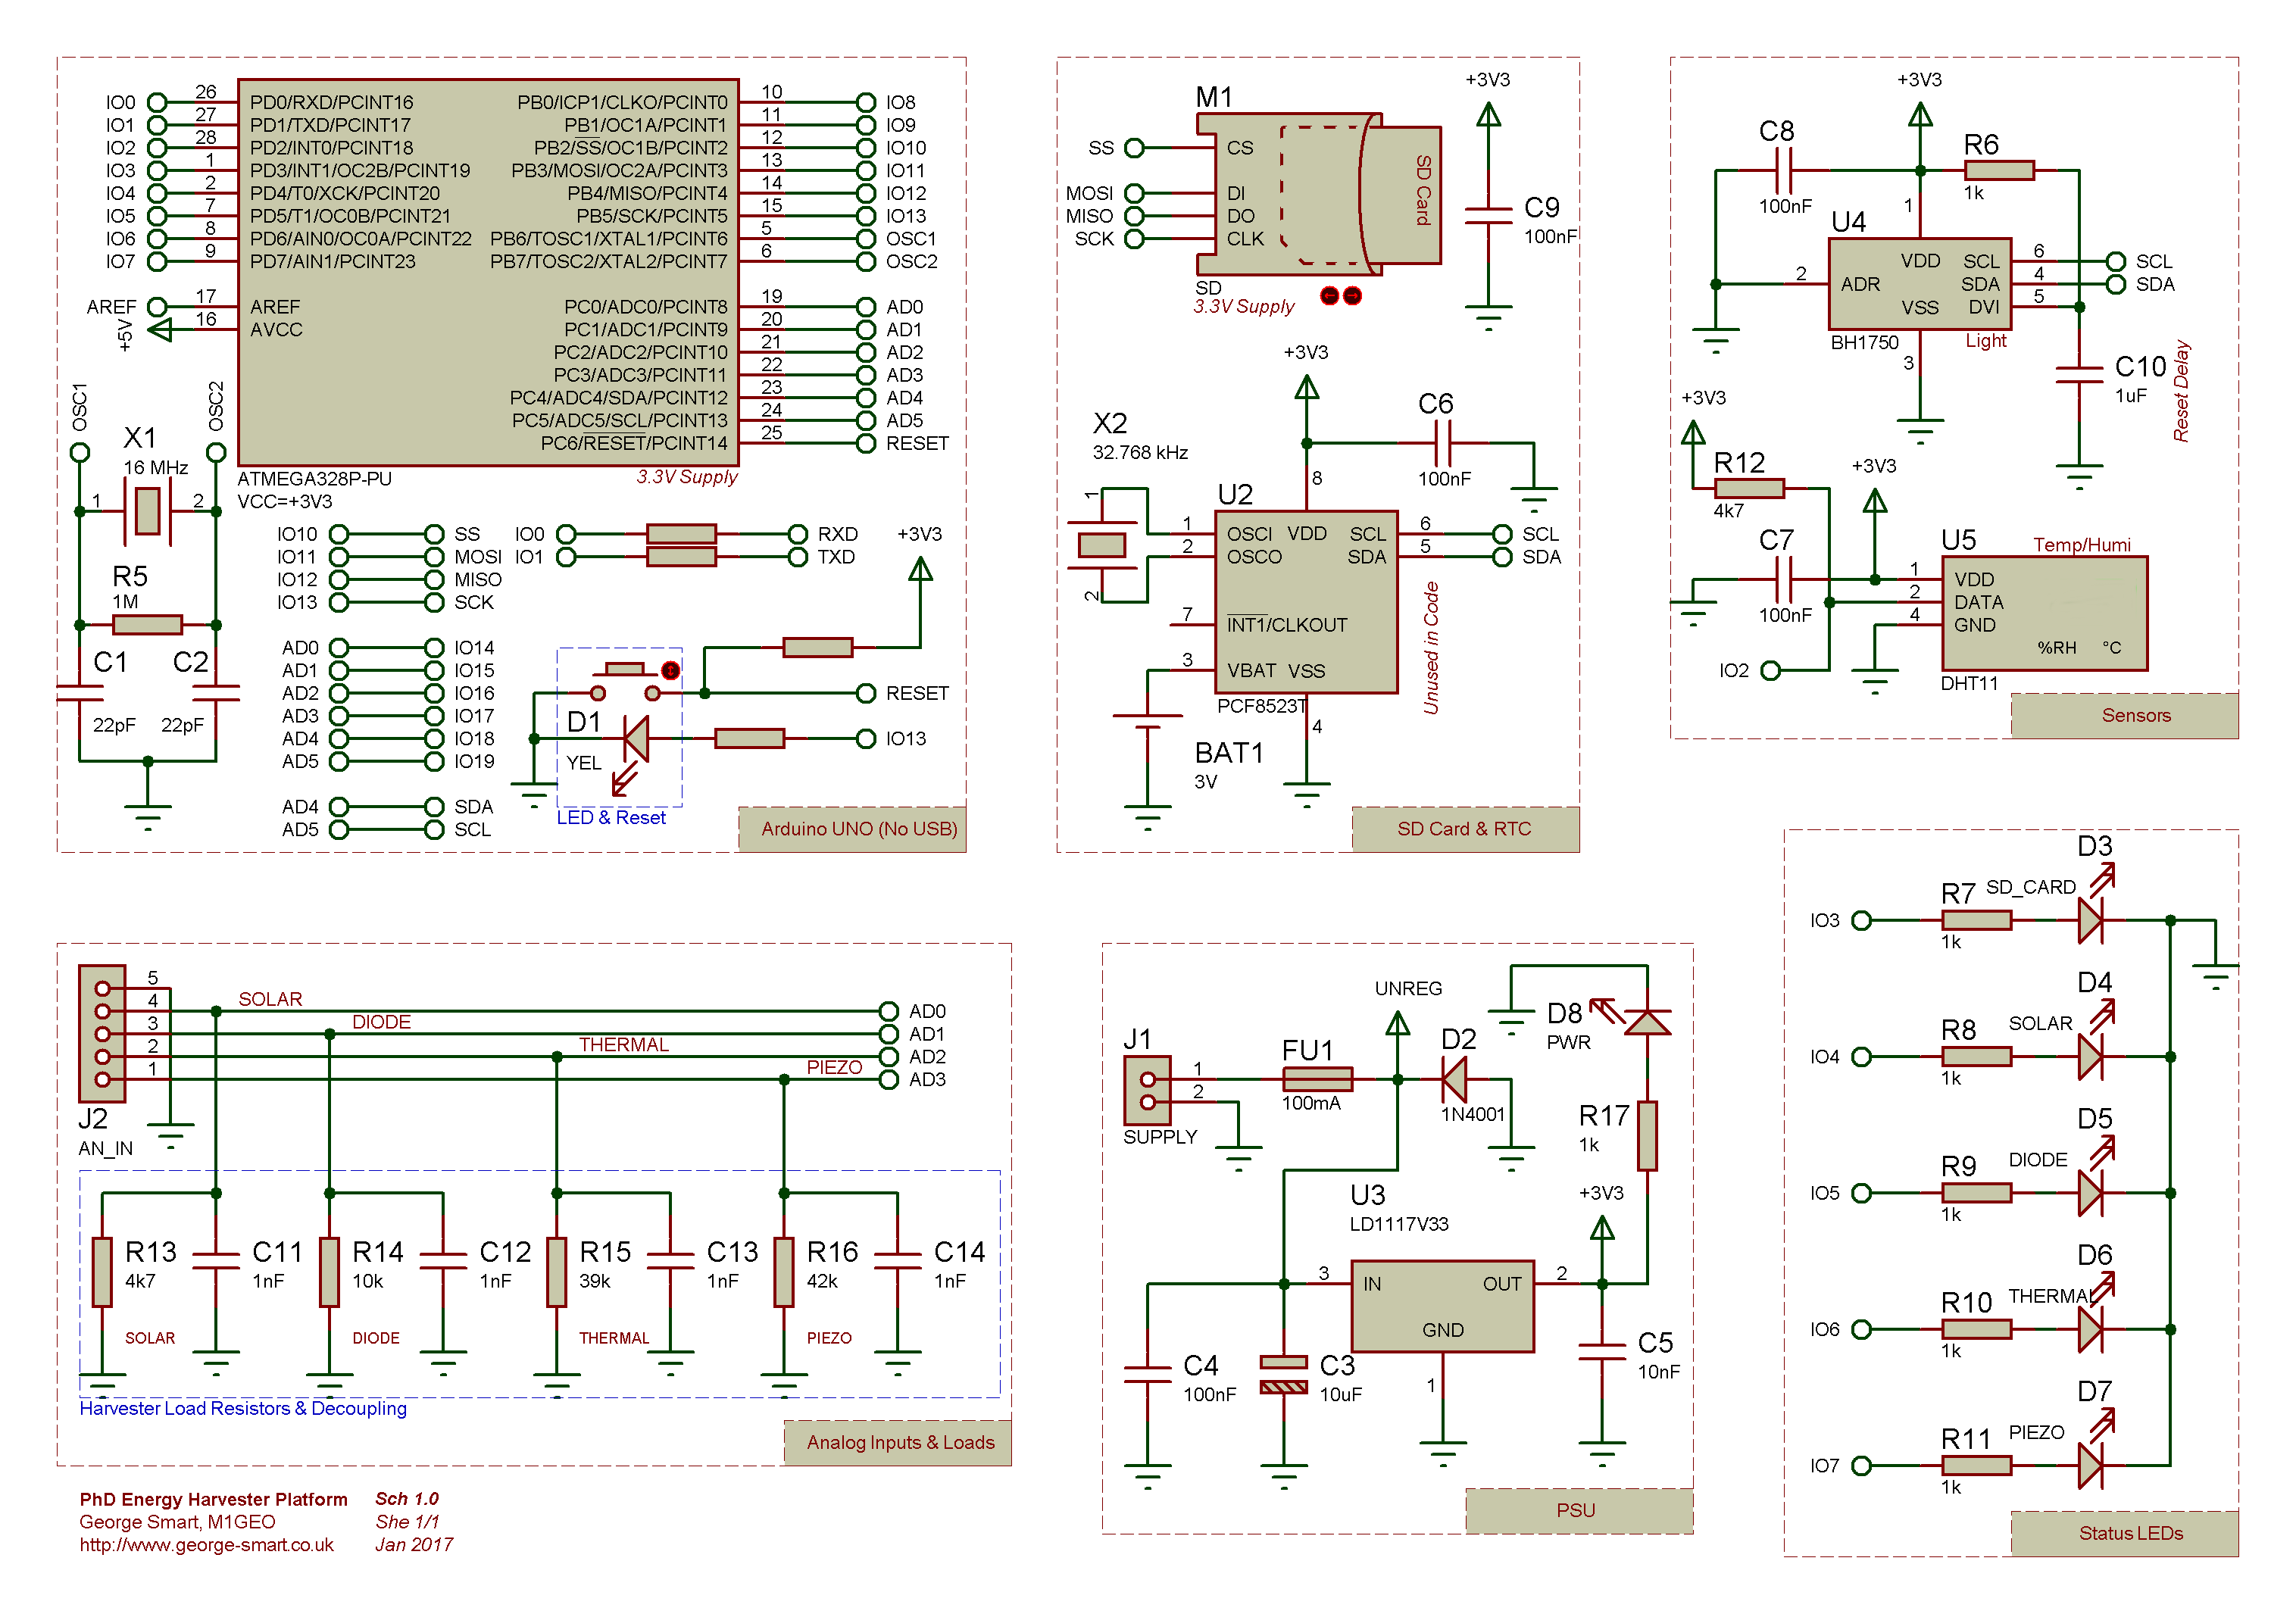 IO0 26 PD0/RXD/PCINT16 PB0/ICP1/CLKO/PCINT0 10 IO8
IO1 27 PD1/TXD/PCINT17 PB1/OC1A/PCINT1 11 IO9
IO2 28 PD2/INT0/PCINT18 PB2/SS/OC1B/PCINT2 12 IO10
IO3 1 PD3/INT1/OC2B/PCINT19 PB3/MOSI/OC2A/PCINT3 13 IO11
IO4 2 PD4/T0/XCK/PCINT20 PB4/MISO/PCINT4 14 IO12
IO5 7 PD5/T1/OC0B/PCINT21 PB5/SCK/PCINT5 15 IO13
IO6 8 PD6/AIN0/OC0A/PCINT22 PB6/TOSC1/XTAL1/PCINT6 5 OSC1
IO7 9 PD7/AIN1/PCINT23 PB7/TOSC2/XTAL2/PCINT7 6 OSC2
AREF 17 AREF PC0/ADC0/PCINT8 19 AD0
+5V 16 AVCC PC1/ADC1/PCINT9 20 AD1
PC2/ADC2/PCINT10 21 AD2
PC3/ADC3/PCINT11 22 AD3
PC4/ADC4/SDA/PCINT12 23 AD4
PC5/ADC5/SCL/PCINT13 24 AD5
PC6/RESET/PCINT14 25 RESET
ATMEGA328P-PU 3.3V Supply
VCC=+3V3
OSC1 OSC2
X1
16 MHz
1 2
R5
1M
C1 C2
22pF 22pF
IO10 SS IO0 RXD
IO11 MOSI IO1 TXD
IO12 MISO
IO13 SCK
+3V3
AD0 IO14
AD1 IO15
AD2 IO16
AD3 IO17
AD4 IO18
AD5 IO19
AD4 SDA
AD5 SCL
RESET
D1
YEL
IO13
LED & Reset
Arduino UNO (No USB)
M1
SS CS
MOSI DI
MISO DO
SCK CLK
SD Card
SD
3.3V Supply
+3V3
C9
100nF
+3V3
X2
32.768 kHz
1
2
C6
100nF
8
U2
1 OSCI VDD SCL 6 SCL
2 OSCO SDA 5 SDA
7 INT1/CLKOUT
3 VBAT VSS
PCF8523T
4
Unused in Code
BAT1
3V
SD Card & RTC
+3V3
C8
100nF
R6
1k
1
U4
VDD SCL 6 SCL
2 ADR SDA 4 SDA
VSS DVI 5
BH1750 Light
3
C10
1uF
Reset Delay
+3V3
R12
4k7
+3V3
C7
100nF
U5
Temp/Humi
1 VDD
2 DATA
4 GND
%RH °C
IO2
DHT11
Sensors
J2
AN_IN
5
4 SOLAR AD0
3 DIODE AD1
2 THERMAL AD2
1 PIEZO AD3
R13 C11 R14 C12 R15 C13 R16 C14
4k7 1nF 10k 1nF 39k 1nF 42k 1nF
SOLAR DIODE THERMAL PIEZO
Harvester Load Resistors & Decoupling
Analog Inputs & Loads
UNREG
J1
1
2
SUPPLY
FU1
100mA
D2
1N4001
D8
PWR
R17
1k
+3V3
U3
LD1117V33
3 IN OUT 2
GND
1
C4
100nF
C3
10uF
C5
10nF
PSU
D3
IO3 R7 SD_CARD
1k
D4
IO4 R8 SOLAR
1k
D5
IO5 R9 DIODE
1k
D6
IO6 R10 THERMAL
1k
D7
IO7 R11 PIEZO
1k
Status LEDs
PhD Energy Harvester Platform Sch 1.0
George Smart, M1GEO She 1/1
http://www.george-smart.co.uk Jan 2017